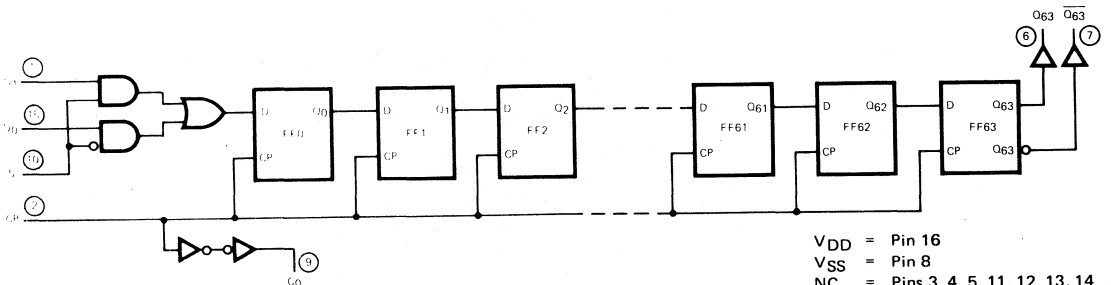 Q63 Q63
6 7
1
D Q0 D Q1 D Q2 D Q61 D Q62 D Q63
15
FF0 FF1 FF2 FF61 FF62 FF63
10
CP CP CP CP CP CP Q63
2
CP
9
C0
VDD = Pin 16
VSS = Pin 8
NC = Pins 3, 4, 5, 11, 12, 13, 14